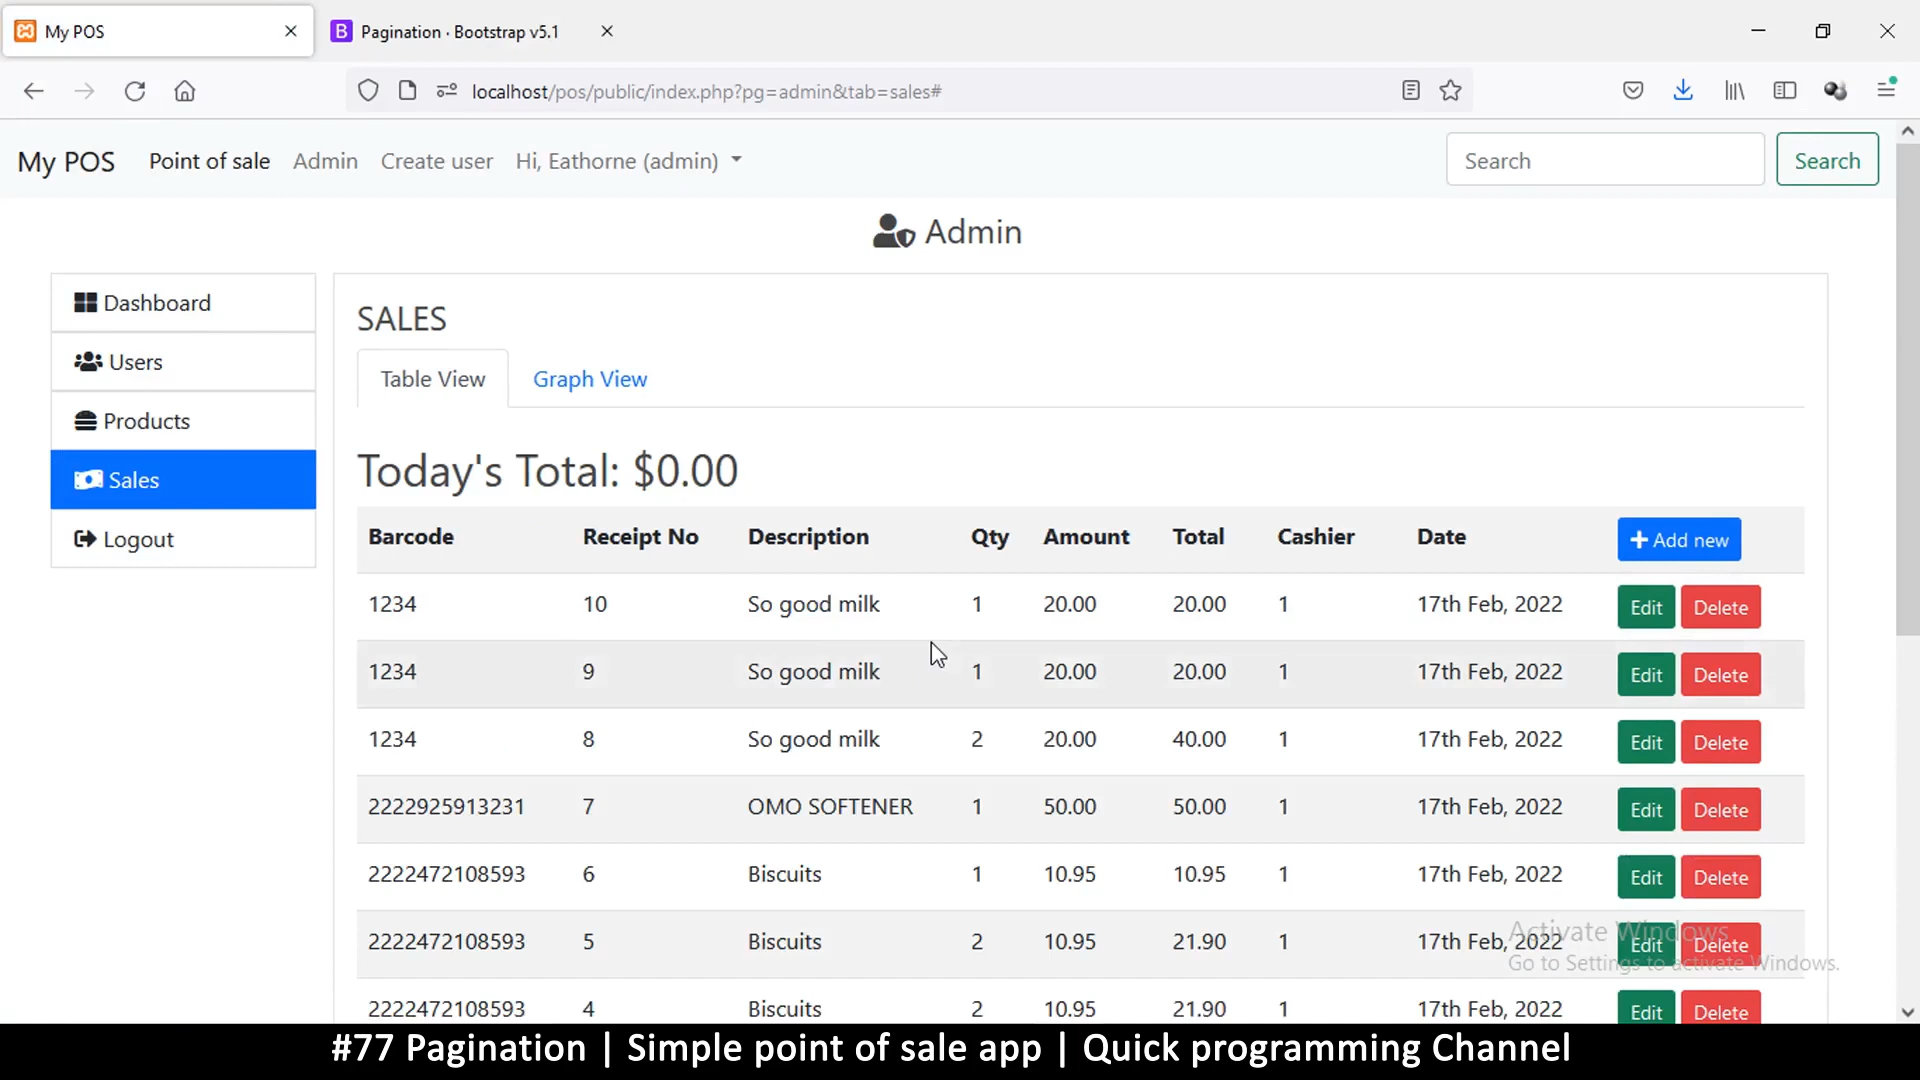 My POS
Pagination · Bootstrap v5.1
localhost/pos/public/index.php?pg=admin&tab=sales#
My POS Point of sale Admin Create user Hi, Eathorne (admin) Search Search
Admin
Dashboard
Users
Products
Sales
Logout
SALES
Table View Graph View
Today's Total: $0.00
Barcode Receipt No Description Qty Amount Total Cashier Date + Add new
1234 10 So good milk 1 20.00 20.00 1 17th Feb, 2022 Edit Delete
1234 9 So good milk 1 20.00 20.00 1 17th Feb, 2022 Edit Delete
1234 8 So good milk 2 20.00 40.00 1 17th Feb, 2022 Edit Delete
2222925913231 7 OMO SOFTENER 1 50.00 50.00 1 17th Feb, 2022 Edit Delete
2222472108593 6 Biscuits 1 10.95 10.95 1 17th Feb, 2022 Edit Delete
2222472108593 5 Biscuits 2 10.95 21.90 1 17th Feb, 2022 Edit Delete
2222472108593 4 Biscuits 2 10.95 21.90 1 17th Feb, 2022 Edit Delete
Activate Windows
Go to Settings to activate Windows.
#77 Pagination | Simple point of sale app | Quick programming Channel